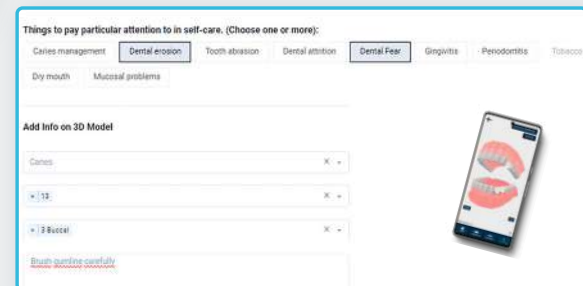 Things to pay particular attention to in self-care. (Choose one or more):
Caries management Dental erosion Tooth abrasion Dental attrition Dental Fear Gingivitis Periodontitis Tobacco
Dry mouth Mucosal problems
Add Info on 3D Model
Caries
× 13
× 3 Buccal
Brush gumline carefully